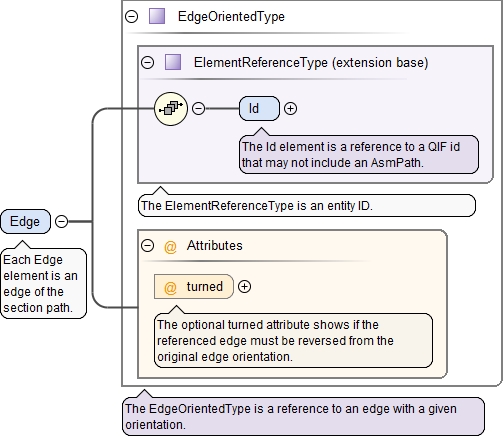 EdgeOrientedType
ElementReferenceType (extension base)
Id
The Id element is a reference to a QIF id
that may not include an AsmPath.
The ElementReferenceType is an entity ID.
Edge
Each Edge
element is an
edge of the
section path.
@ Attributes
@ turned
The optional turned attribute shows if the
referenced edge must be reversed from the
original edge orientation.
The EdgeOrientedType is a reference to an edge with a given
orientation.